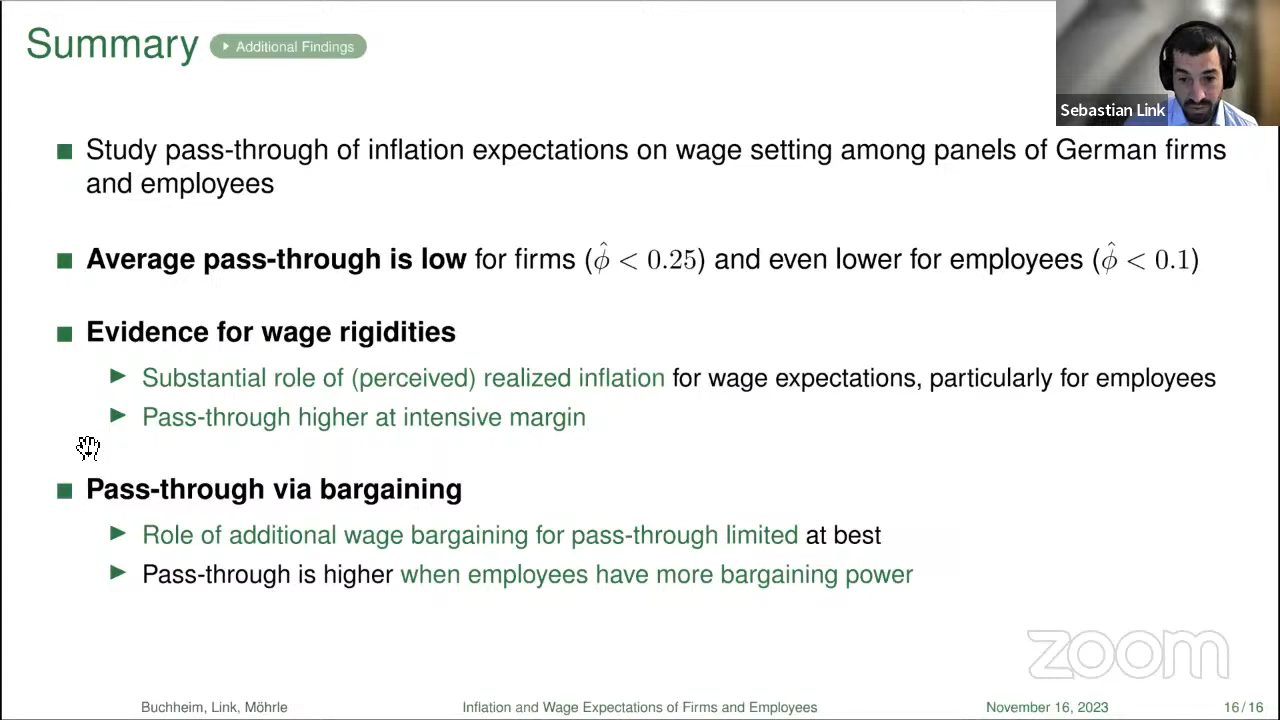 Summary
Additional Findings
Sebastian Link
Study pass-through of inflation expectations on wage setting among panels of German firms
and employees
Average pass-through is low for firms (φ̂ < 0.25) and even lower for employees (φ̂ < 0.1)
Evidence for wage rigidities
Substantial role of (perceived) realized inflation for wage expectations, particularly for employees
Pass-through higher at intensive margin
Pass-through via bargaining
Role of additional wage bargaining for pass-through limited at best
Pass-through is higher when employees have more bargaining power
zoom
Buchheim, Link, Möhrle Inflation and Wage Expectations of Firms and Employees November 16, 2023 16 / 16